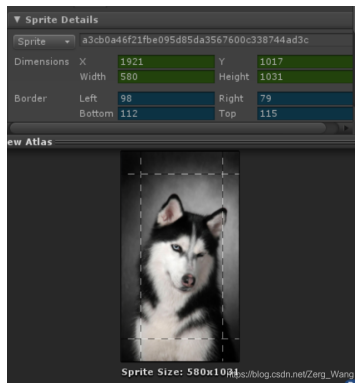 ▼ Sprite Details
Sprite a3cb0a46f21fbe095d85da3567600c338744ad3c
Dimensions X 1921 Y 1017
Width 580 Height 1031
Border Left 98 Right 79
Bottom 112 Top 115
ew Atlas
Sprite Size: 580x1031
https://blog.csdn.net/Zerg_Wang